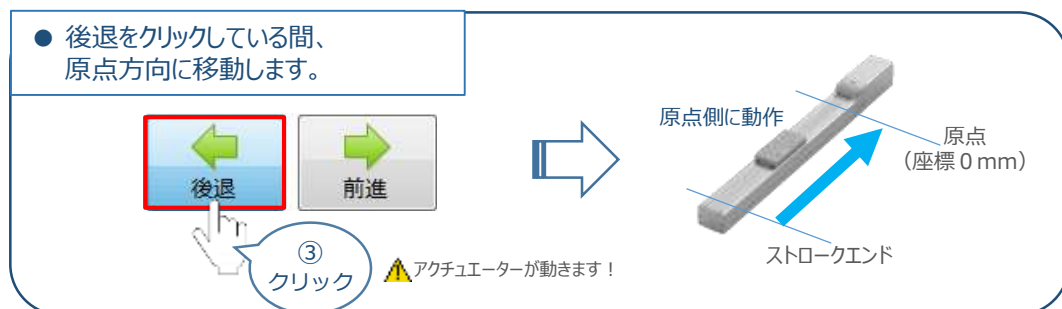 ● 後退をクリックしている間、
原点方向に移動します。
後退
前進
③
クリック
アクチュエーターが動きます！
原点側に動作
原点
（座標０mm）
ストロークエンド